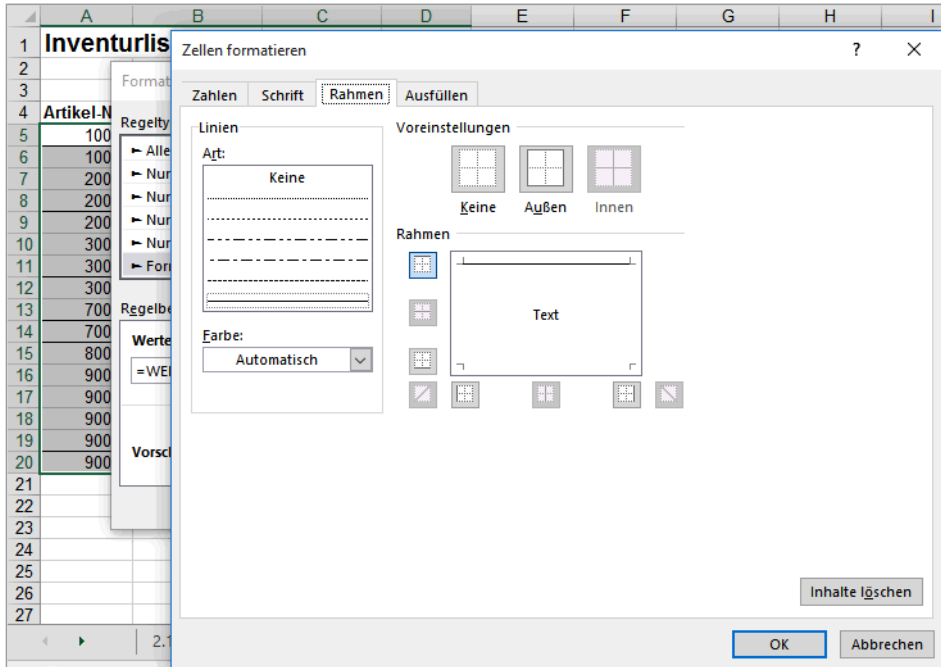 A B C D E F G H I
1 Inventurlis
2
3
4 Artikel-N
5 100
6 100
7 200
8 200
9 200
10 300
11 300
12 300
13 700
14 700
15 800
16 900
17 900
18 900
19 900
20 900
21
22
23
24
25
26
27
2.1
Format
Regelty
► Alle
► Nur
► Nur
► Nur
► Nur
► For
Regelbe
Werte
=WE
Vorsc
Zellen formatieren ?
Zahlen Schrift Rahmen Ausfüllen
Linien
Art:
Keine
Farbe:
Automatisch
Voreinstellungen
Keine Außen Innen
Rahmen
Text
Inhalte löschen
OK Abbrechen